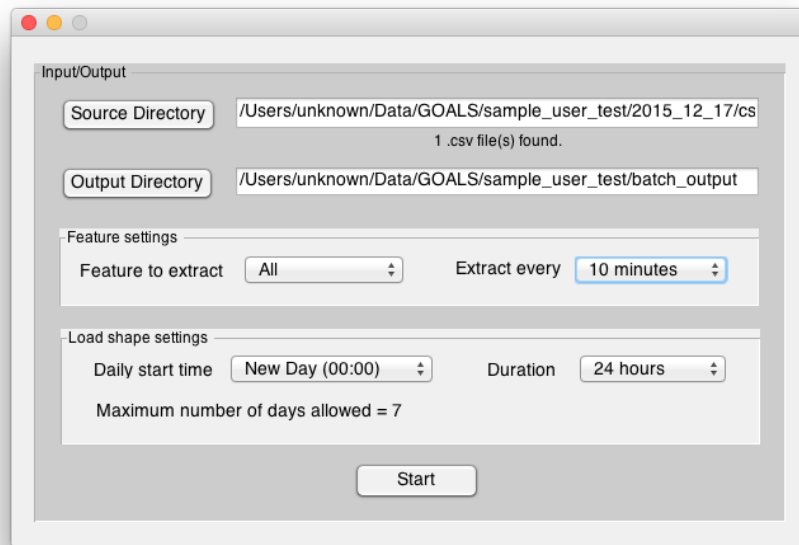 Input/Output
Source Directory /Users/unknown/Data/GOALS/sample_user_test/2015_12_17/cs
1 .csv file(s) found.
Output Directory /Users/unknown/Data/GOALS/sample_user_test/batch_output
Feature settings
Feature to extract All Extract every 10 minutes
Load shape settings
Daily start time New Day (00:00) Duration 24 hours
Maximum number of days allowed = 7
Start